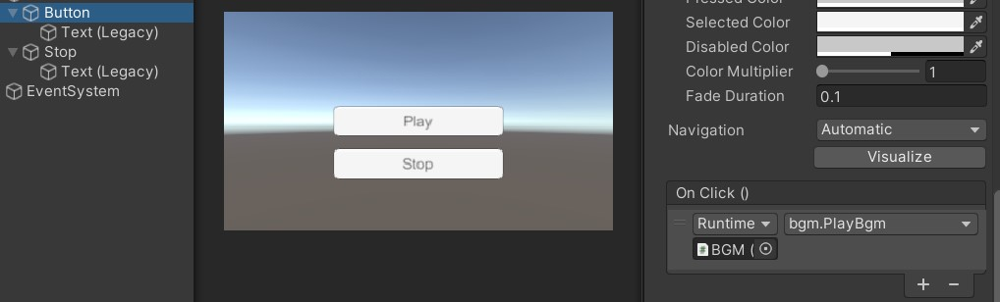 Button
Text (Legacy)
Stop
Text (Legacy)
EventSystem
Play
Stop
Pressed Color
Selected Color
Disabled Color
Color Multiplier 1
Fade Duration 0.1
Navigation Automatic
Visualize
On Click ()
Runtime bgm.PlayBgm
BGM (